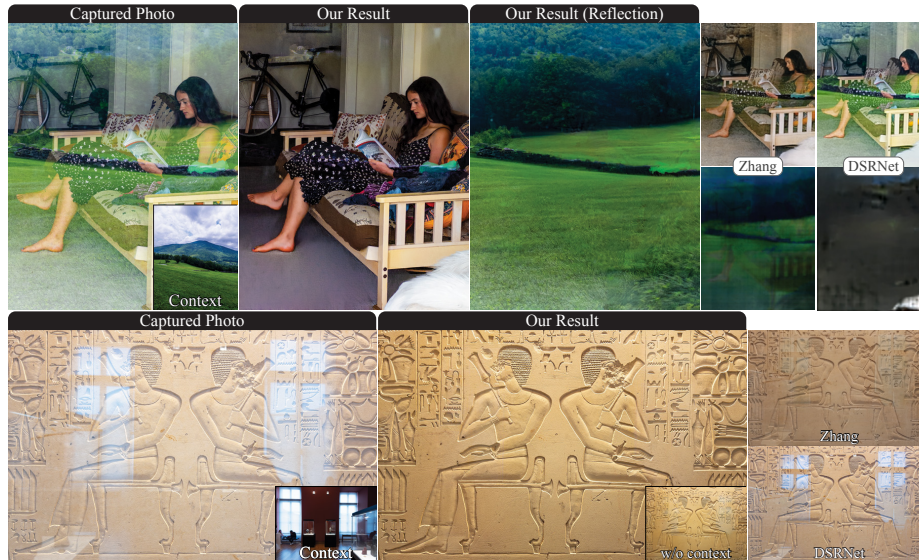 Captured Photo
Our Result
Our Result (Reflection)
Context
Zhang
DSRNet
Captured Photo
Our Result
Context
w/o context
Zhang
DSRNet